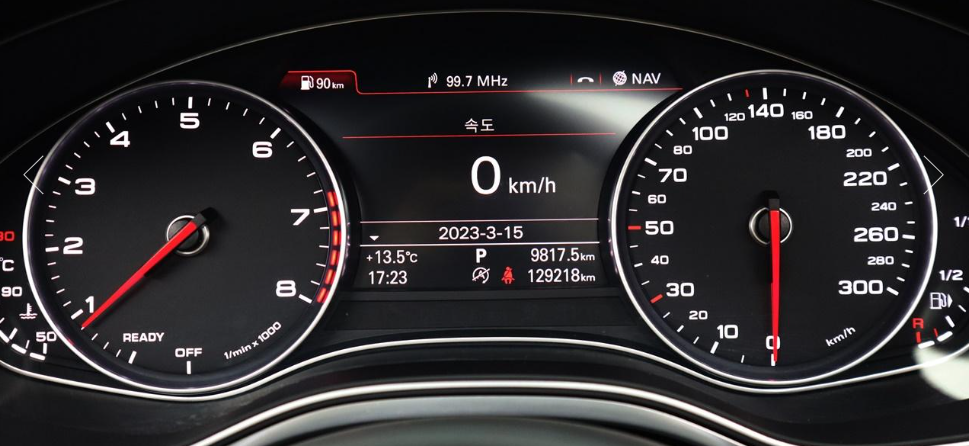 90 km
99.7 MHz
NAV
속도
0 km/h
2023-3-15
+13.5°C P 9817.5km
17:23 129218km
1 2 3 4 5 6 7 8
READY
OFF
1/min x 1000
0 10 20 30 40 50 60 70 80 100 120 140 160 180 200 220 240 260 280 300
km/h
°C
90
50
1/2
R